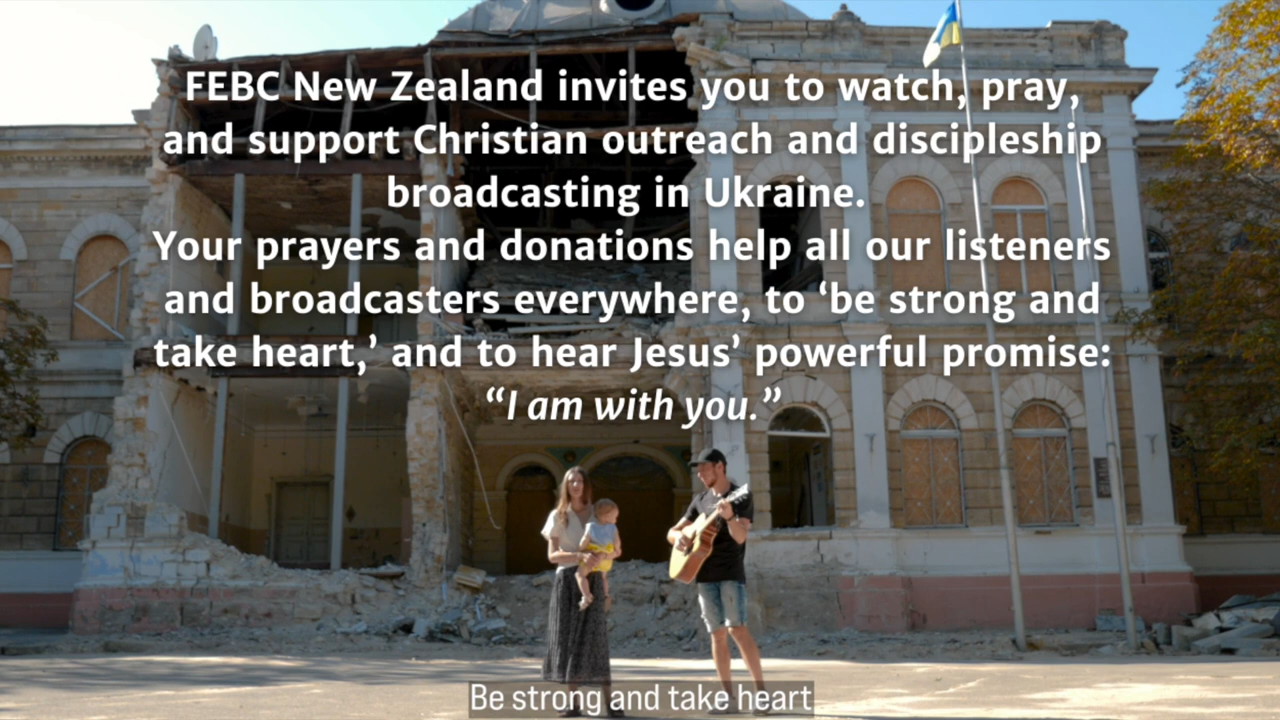 FEBC New Zealand invites you to watch, pray,
and support Christian outreach and discipleship
broadcasting in Ukraine.
Your prayers and donations help all our listeners
and broadcasters everywhere, to ‘be strong and
take heart,’ and to hear Jesus’ powerful promise:
“I am with you.”
Be strong and take heart